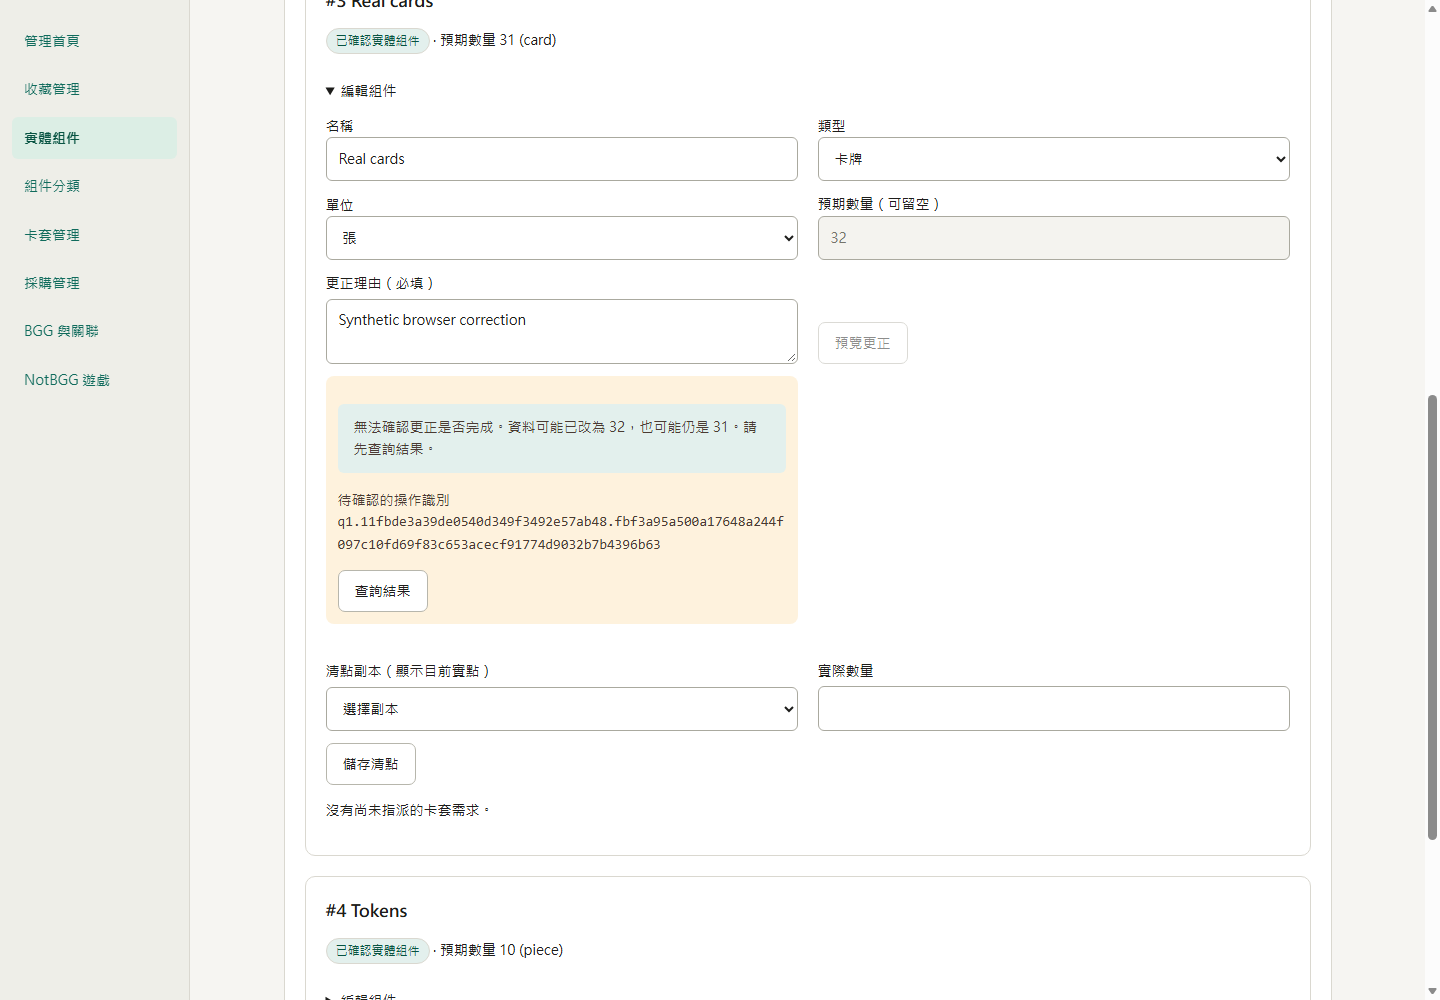 管理首頁
收藏管理
實體組件
組件分類
卡套管理
採購管理
BGG 與關聯
NotBGG 遊戲
#3 Real cards
已確認實體組件 · 預期數量 31 (card)
▼ 編輯組件
名稱
類型
Real cards
卡牌
單位
預期數量（可留空）
張
32
更正理由（必填）
Synthetic browser correction
預覽更正
無法確認更正是否完成。資料可能已改為 32，也可能仍是 31。請
先查詢結果。
待確認的操作識別
q1.11fbde3a39de0540d349f3492e57ab48.fbf3a95a500a17648a244f
097c10fd69f83c653acecf91774d9032b7b4396b63
查詢結果
清點副本（顯示目前實點）
實際數量
選擇副本
儲存清點
沒有尚未指派的卡套需求。
#4 Tokens
已確認實體組件 · 預期數量 10 (piece)
編輯組件